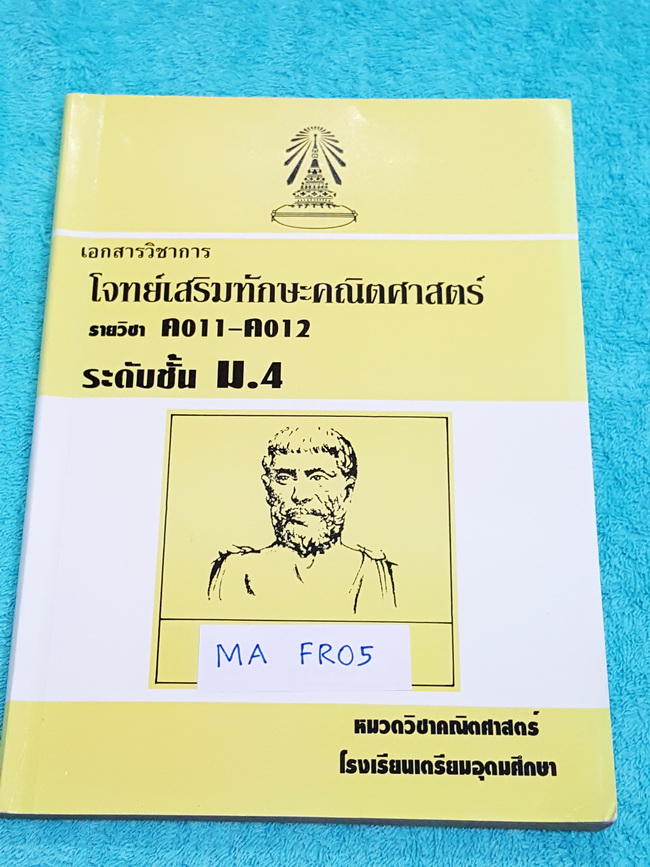 เอกสารวิชาการ
โจทย์เสริมทักษะคณิตศาสตร์
รายวิชา ค011-ค012
ระดับชั้น ม.4
MA FR05
หมวดวิชาคณิตศาสตร์
โรงเรียนเตรียมอุดมศึกษา